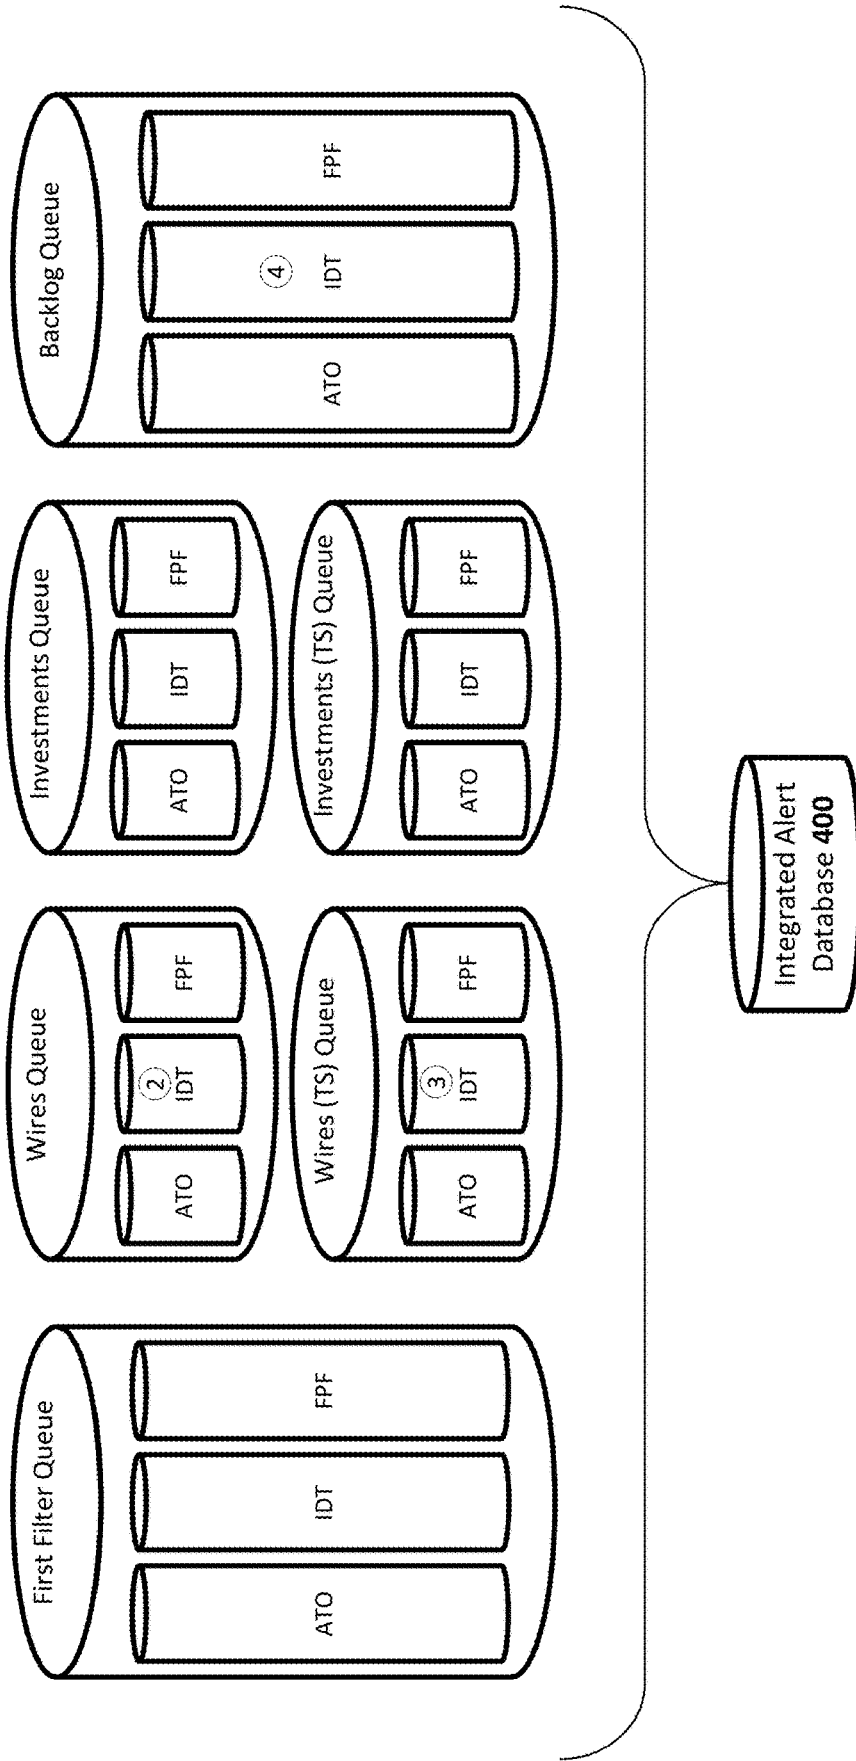 First Filter Queue
ATO
IDT
FPF
Wires Queue
ATO
②
IDT
FPF
Wires (TS) Queue
ATO
③
IDT
FPF
Investments Queue
ATO
IDT
FPF
Investments (TS) Queue
ATO
IDT
FPF
Backlog Queue
ATO
④
IDT
FPF
Integrated Alert
Database 400